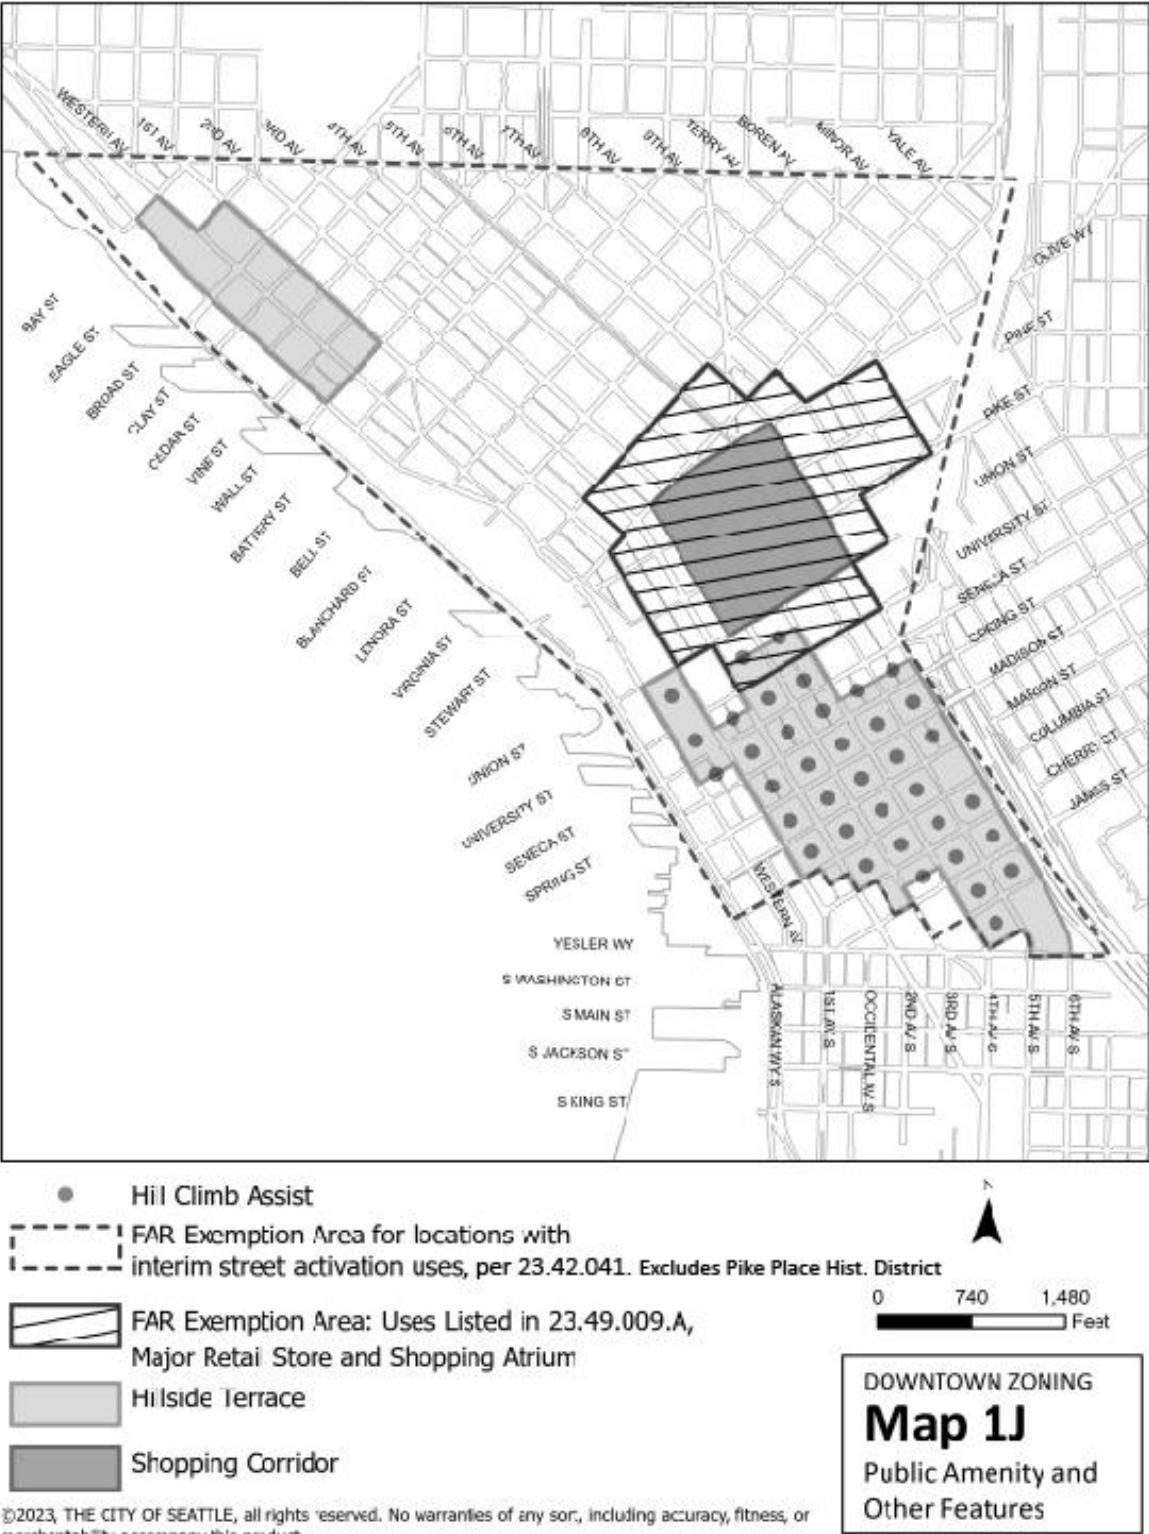 WESTERN AV
1ST AV
2ND AV
3RD AV
4TH AV
5TH AV
6TH AV
7TH AV
8TH AV
9TH AV
TERRY AV
BOREN AV
MINOR AV
YALE AV
OLIVE WY
PINE ST
PIKE ST
UNION ST
UNIVERSITY ST
SENECA ST
SPRING ST
MADISON ST
MARION ST
COLUMBIA ST
CHERRY ST
JAMES ST
BAY ST
EAGLE ST
BROAD ST
CLAY ST
CEDAR ST
VINE ST
WALL ST
BATTERY ST
BELL ST
BLANCHARD ST
LENORA ST
VIRGINIA ST
STEWART ST
UNION ST
UNIVERSITY ST
SENECA ST
SPRING ST
WESTERN AV
YESLER WY
S WASHINGTON ST
S MAIN ST
S JACKSON ST
S KING ST
ALASKAN WY S
1ST AV S
OCCIDENTAL AV S
2ND AV S
3RD AV S
4TH AV S
5TH AV S
6TH AV S
Hill Climb Assist
FAR Exemption Area for locations with
interim street activation uses, per 23.42.041. Excludes Pike Place Hist. District
FAR Exemption Area: Uses Listed in 23.49.009.A,
Major Retail Store and Shopping Atrium
Hillside Terrace
Shopping Corridor
N
0 740 1,480
Feet
DOWNTOWN ZONING
Map 1J
Public Amenity and
Other Features
©2023, THE CITY OF SEATTLE, all rights reserved. No warranties of any sort, including accuracy, fitness, or